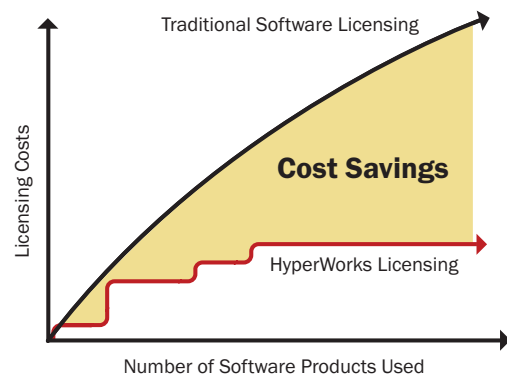 Traditional Software Licensing
Licensing Costs
Cost Savings
HyperWorks Licensing
Number of Software Products Used